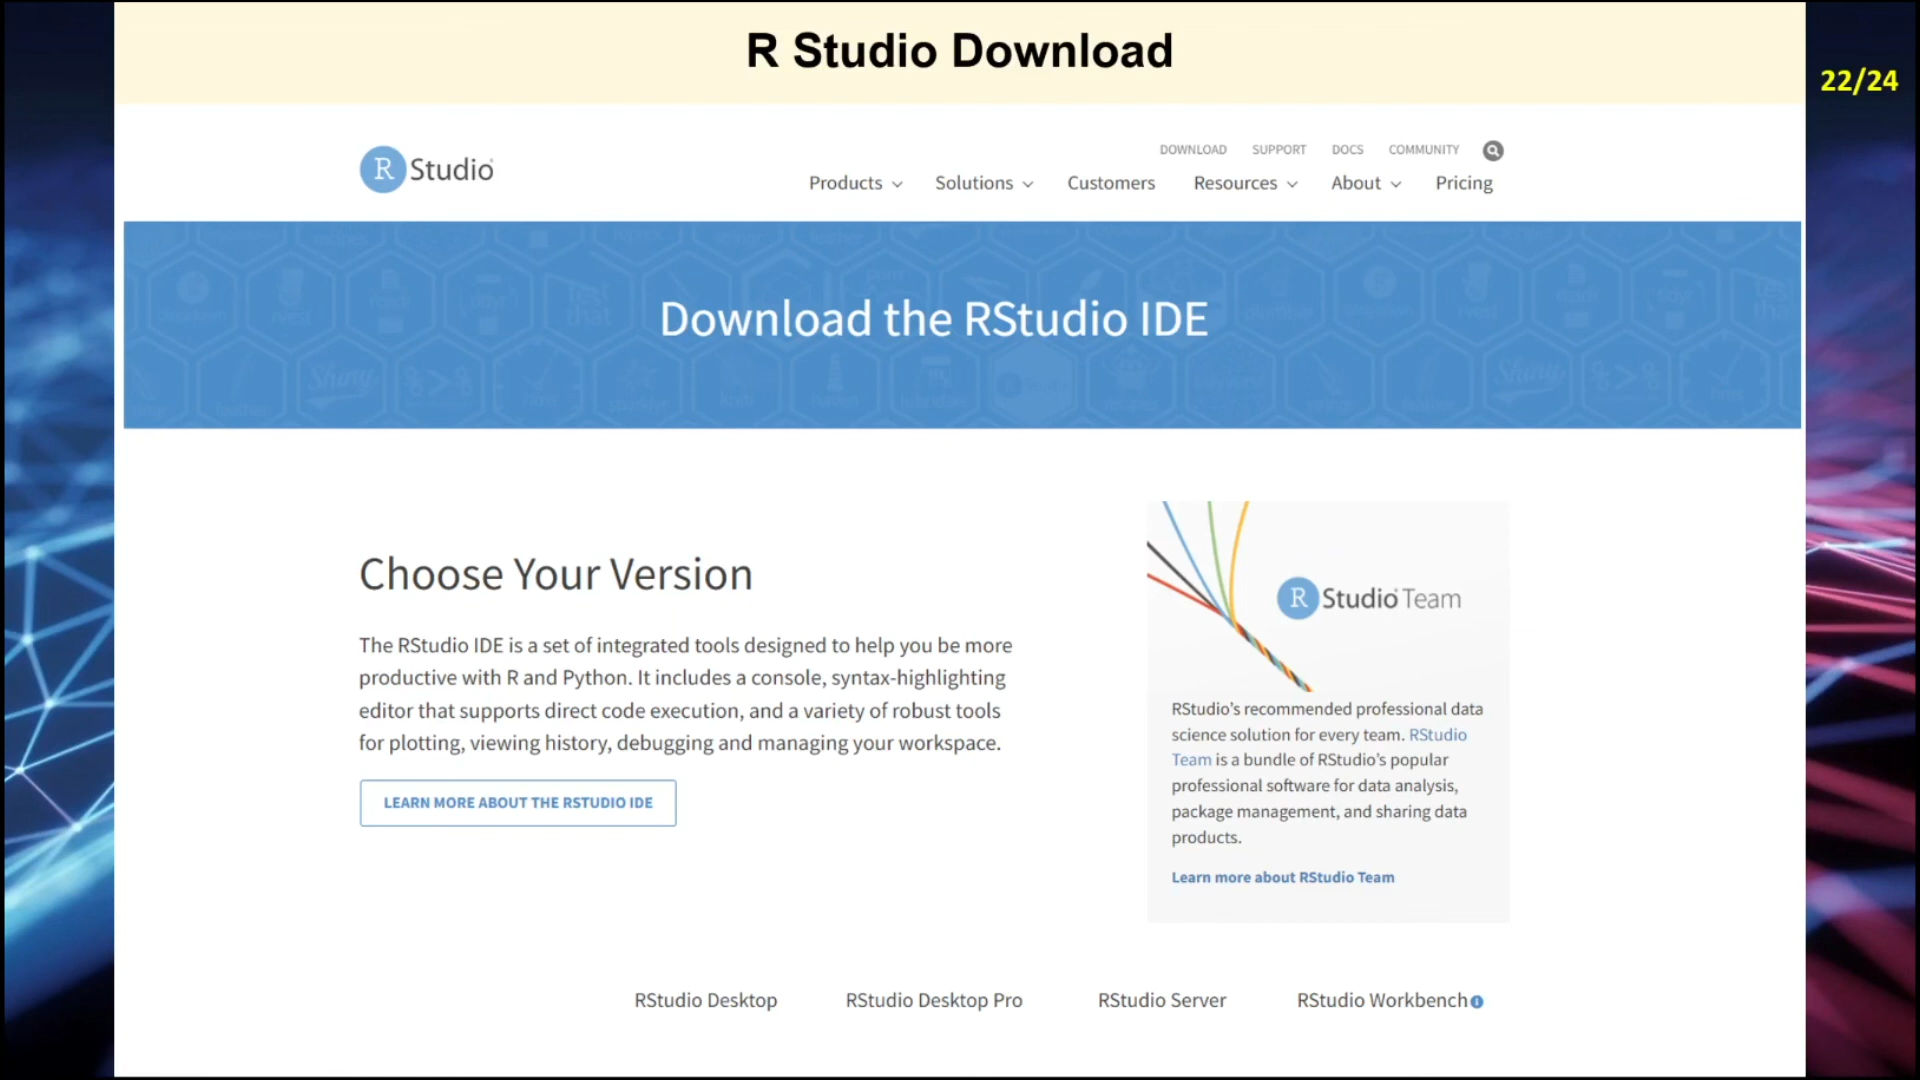 R Studio Download
22/24
R Studio
DOWNLOAD SUPPORT DOCS COMMUNITY
Products Solutions Customers Resources About Pricing
Download the RStudio IDE
Choose Your Version
The RStudio IDE is a set of integrated tools designed to help you be more
productive with R and Python. It includes a console, syntax-highlighting
editor that supports direct code execution, and a variety of robust tools
for plotting, viewing history, debugging and managing your workspace.
LEARN MORE ABOUT THE RSTUDIO IDE
R Studio Team
RStudio’s recommended professional data
science solution for every team. RStudio
Team is a bundle of RStudio’s popular
professional software for data analysis,
package management, and sharing data
products.
Learn more about RStudio Team
RStudio Desktop RStudio Desktop Pro RStudio Server RStudio Workbench